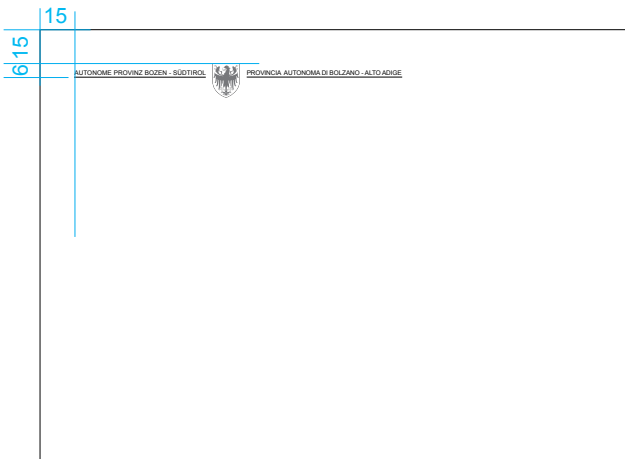 15
15
6
AUTONOME PROVINZ BOZEN - SÜDTIROL PROVINCIA AUTONOMA DI BOLZANO - ALTO ADIGE